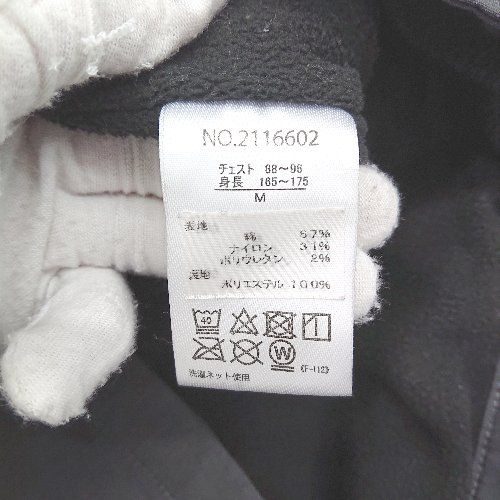 NO.2116602
チェスト 88～96
身長 165～175
M
表地
綿 67%
ナイロン 31%
ポリウレタン 2%
裏地
ポリエステル 100%
40
W
洗濯ネット使用